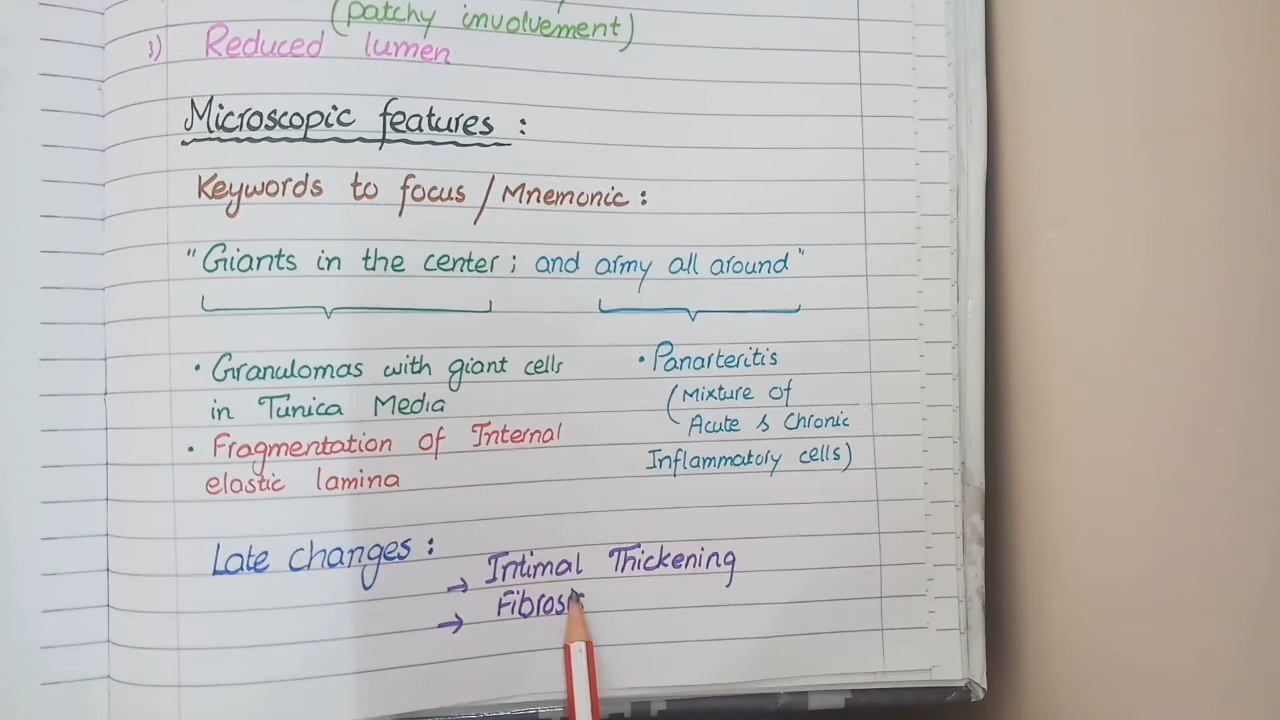 (patchy involvement)
3) Reduced lumen
Microscopic features :
Keywords to focus / Mnemonic :
"Giants in the center ; and army all around"
• Granulomas with giant cells
in Tunica Media
• Fragmentation of Internal
elastic lamina
• Panarteritis
(Mixture of
Acute & Chronic
Inflammatory cells)
Late changes :
→ Intimal Thickening
→